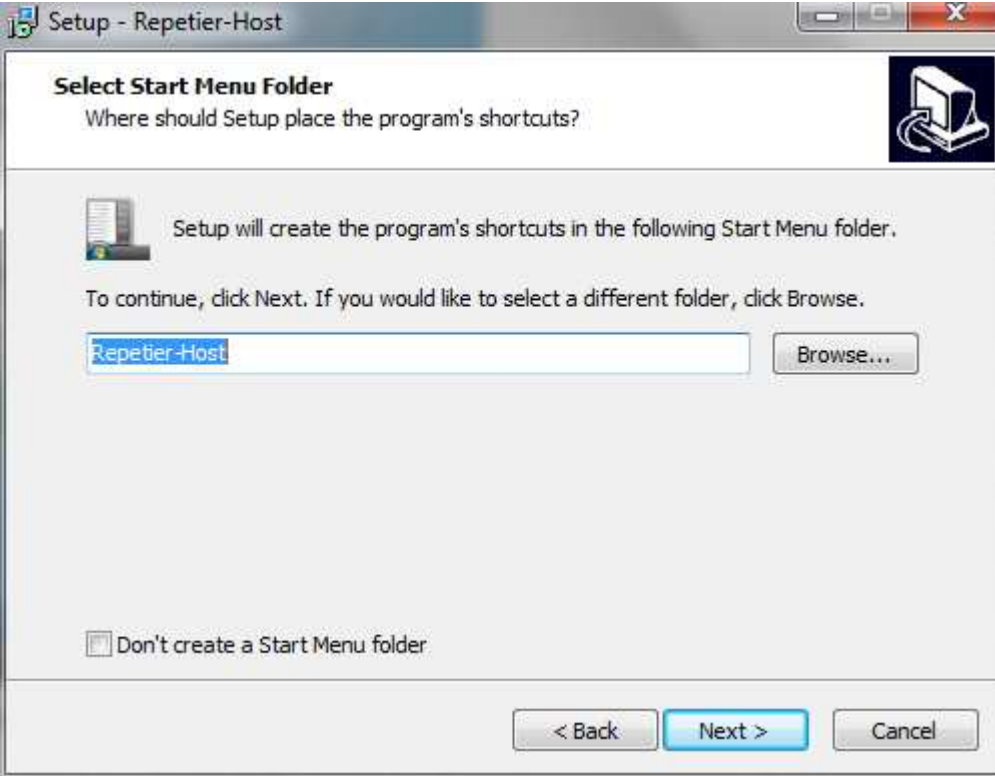 Setup - Repetier-Host
Select Start Menu Folder
Where should Setup place the program's shortcuts?
Setup will create the program's shortcuts in the following Start Menu folder.
To continue, click Next. If you would like to select a different folder, click Browse.
Repetier-Host
Browse...
Don't create a Start Menu folder
< Back
Next >
Cancel